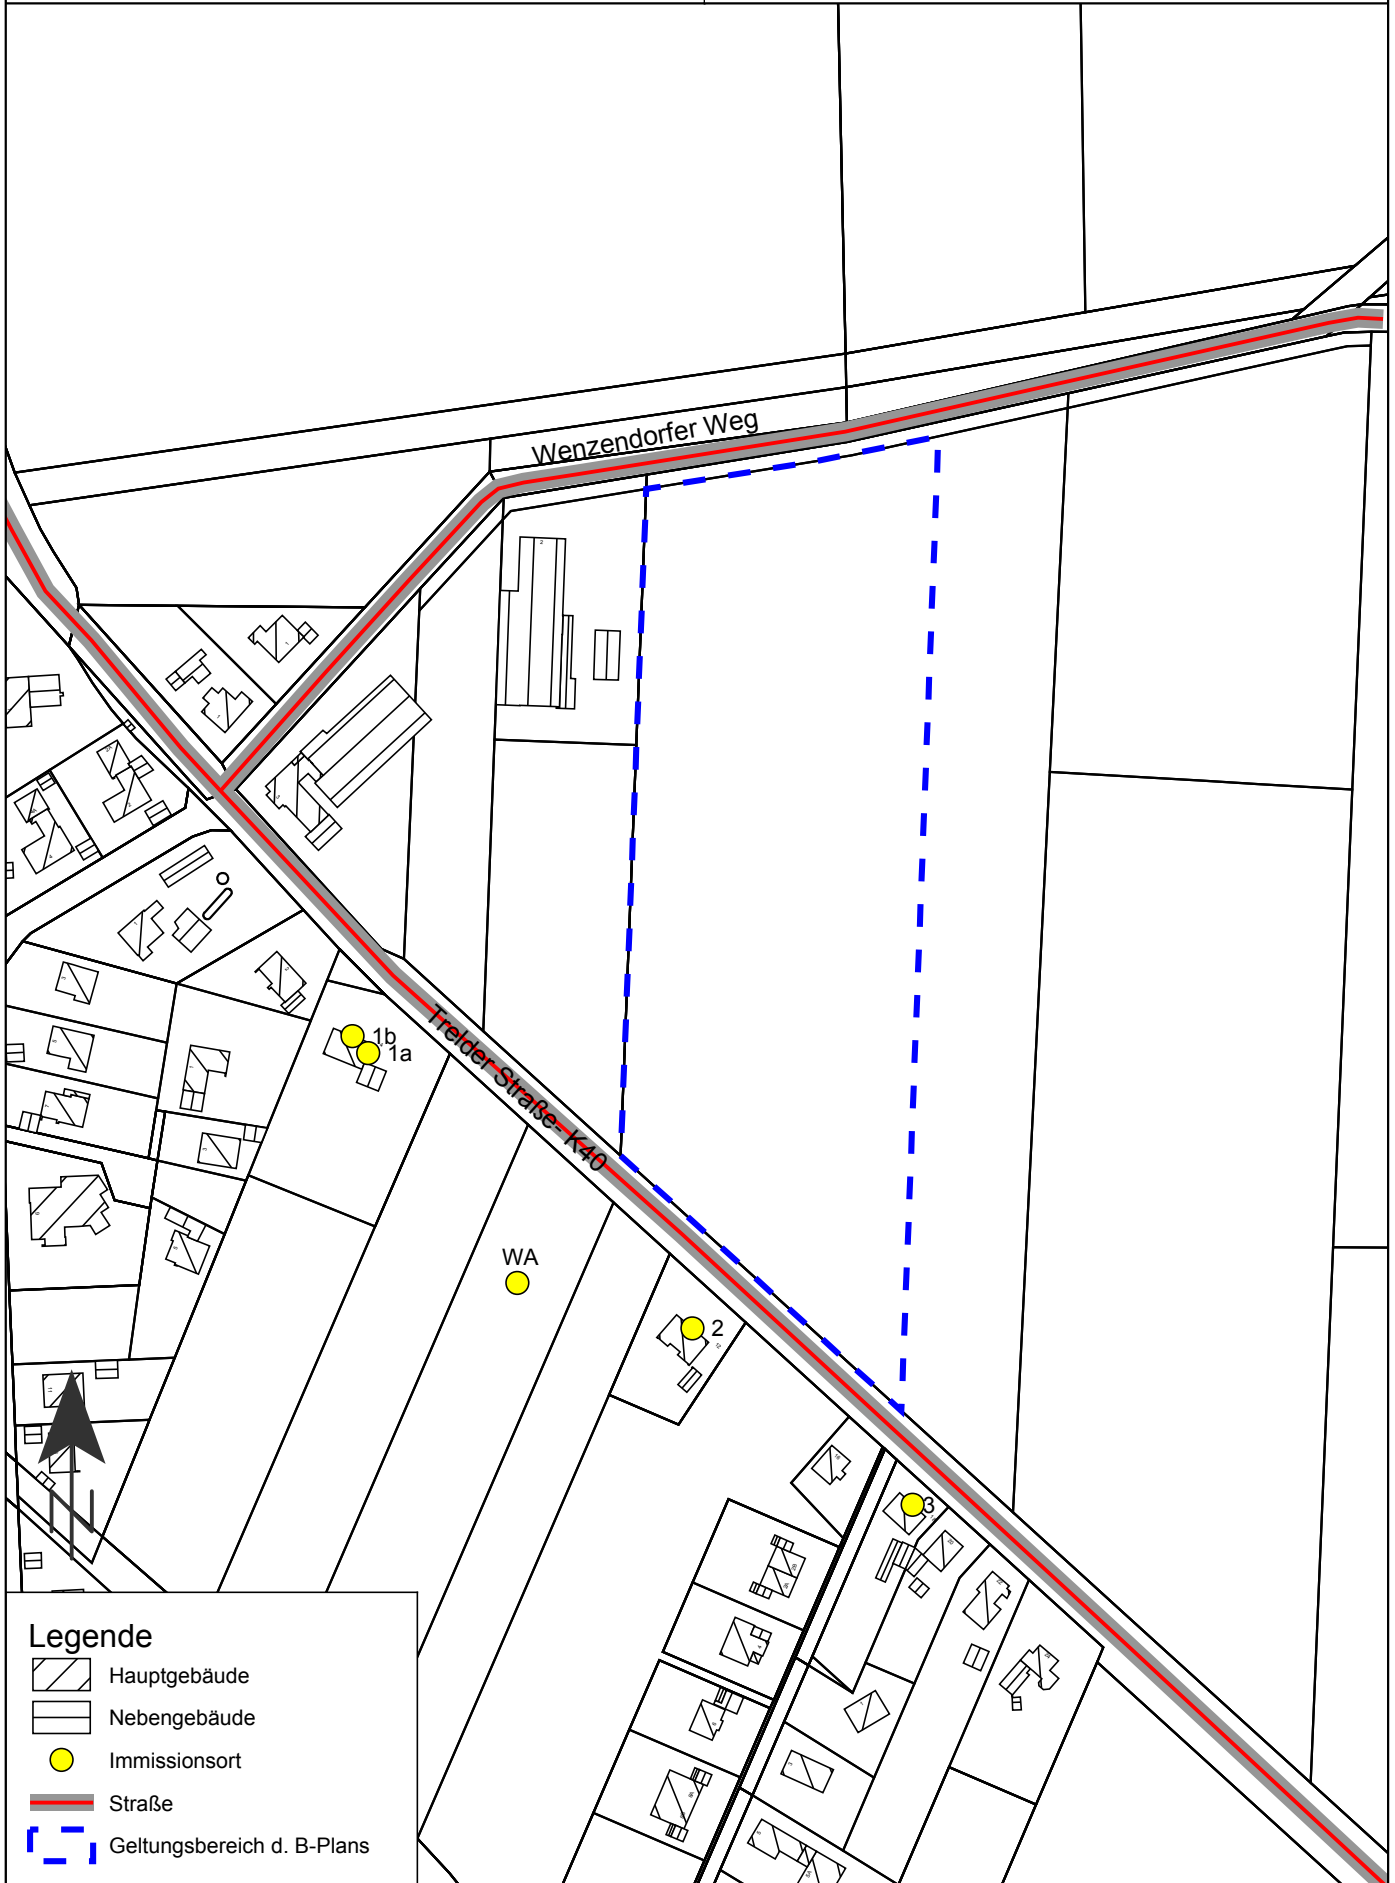 Wenzendorfer Weg
1b
1a
Trelder Straße- K40
WA
2
3
Legende
Hauptgebäude
Nebengebäude
Immissionsort
Straße
Geltungsbereich d. B-Plans